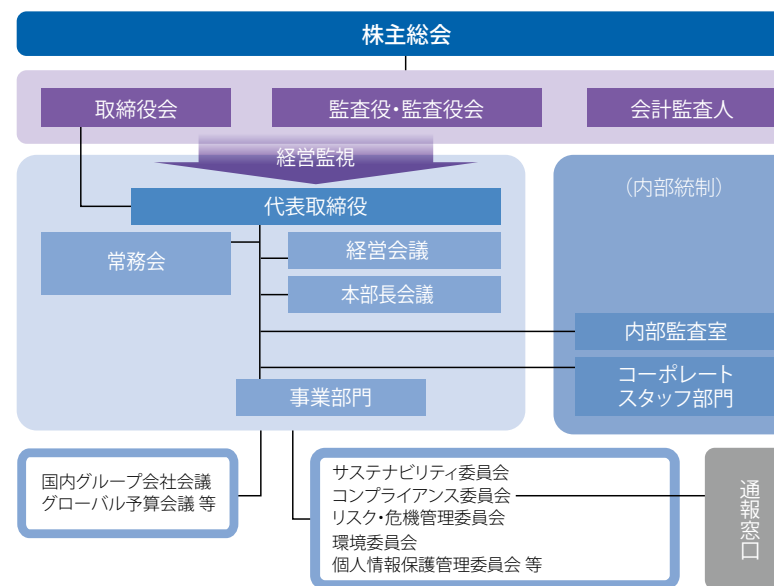 株主総会
取締役会
監査役・監査役会
会計監査人
経営監視
(内部統制)
代表取締役
常務会
経営会議
本部長会議
内部監査室
コーポレート
スタッフ部門
事業部門
国内グループ会社会議
グローバル予算会議 等
サステナビリティ委員会
コンプライアンス委員会
リスク・危機管理委員会
環境委員会
個人情報保護管理委員会 等
通報窓口